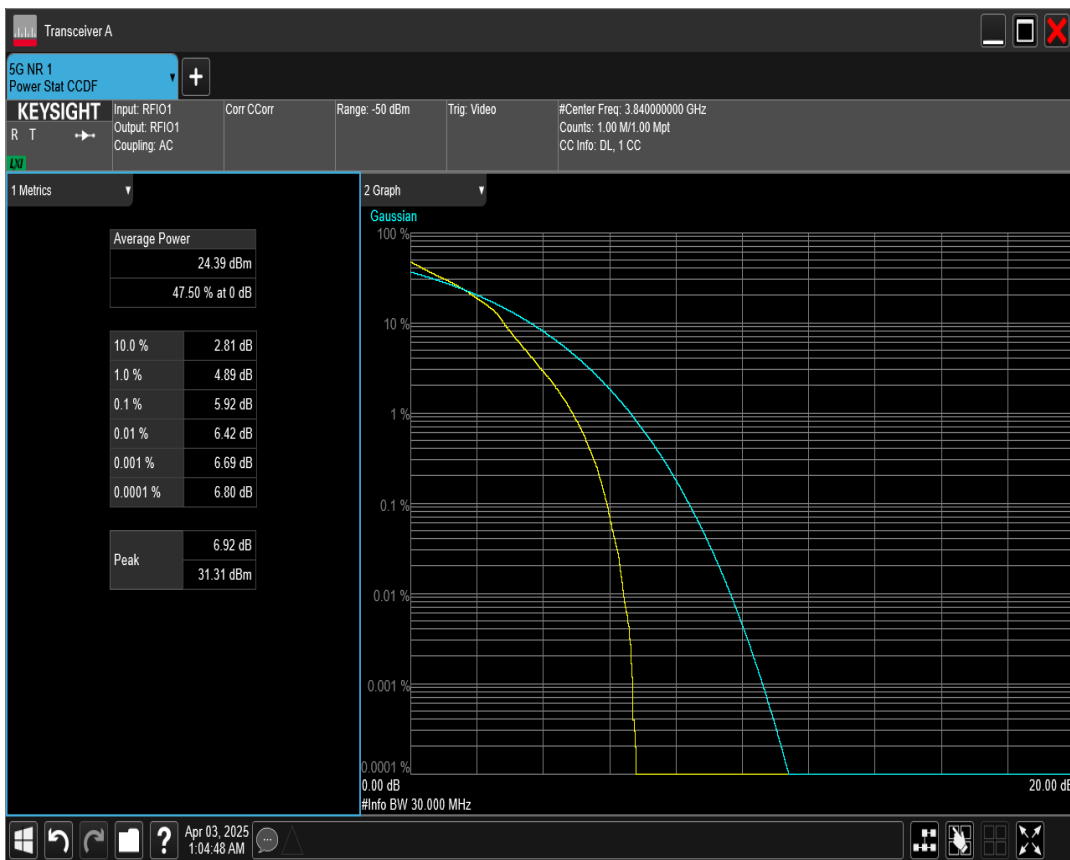 Transceiver A
5G NR 1
Power Stat CCDF
+
KEYSIGHT
R T
LXI
Input: RFIO1
Output: RFIO1
Coupling: AC
Corr CCorr
Range: -50 dBm
Trig: Video
#Center Freq: 3.840000000 GHz
Counts: 1.00 M/1.00 Mpt
CC Info: DL, 1 CC
1 Metrics
Average Power
24.39 dBm
47.50 % at 0 dB
10.0 % 2.81 dB
1.0 % 4.89 dB
0.1 % 5.92 dB
0.01 % 6.42 dB
0.001 % 6.69 dB
0.0001 % 6.80 dB
Peak
6.92 dB
31.31 dBm
2 Graph
Gaussian
100 %
10 %
1 %
0.1 %
0.01 %
0.001 %
0.0001 %
0.00 dB 20.00 dB
#Info BW 30.000 MHz
?
Apr 03, 2025
1:04:48 AM